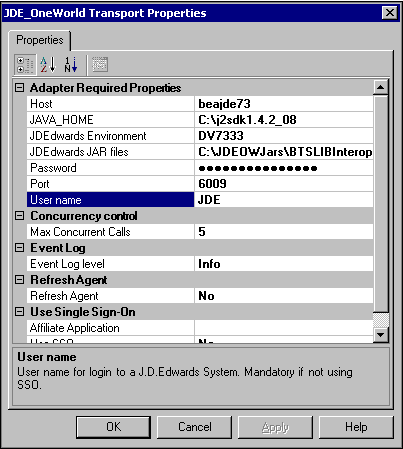 JDE_OneWorld Transport Properties
Properties
Adapter Required Properties
Host beajde73
JAVA_HOME C:\j2sdk1.4.2_08
JDEdwards Environment DV7333
JDEdwards JAR files C:\JDEOWJars\BTSLIBInterop
Password ●●●●●●●●●●●●●●●
Port 6009
User name JDE
Concurrency control
Max Concurrent Calls 5
Event Log
Event Log level Info
Refresh Agent
Refresh Agent No
Use Single Sign-On
Affiliate Application
Use SSO No
User name
User name for login to a J.D.Edwards System. Mandatory if not using
SSO.
OK Cancel Apply Help